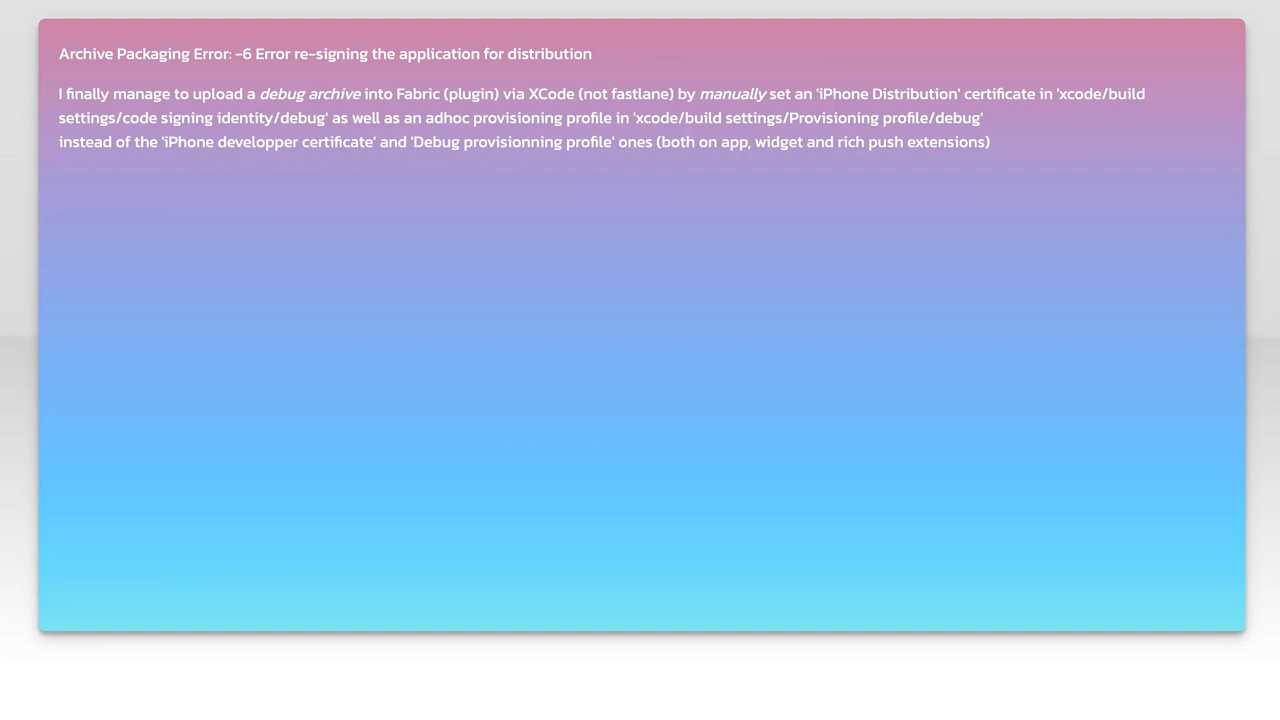 Archive Packaging Error: -6 Error re-signing the application for distribution
I finally manage to upload a debug archive into Fabric (plugin) via XCode (not fastlane) by manually set an 'iPhone Distribution' certificate in 'xcode/build
settings/code signing identity/debug' as well as an adhoc provisioning profile in 'xcode/build settings/Provisioning profile/debug'
instead of the 'iPhone developper certificate' and 'Debug provisionning profile' ones (both on app, widget and rich push extensions)